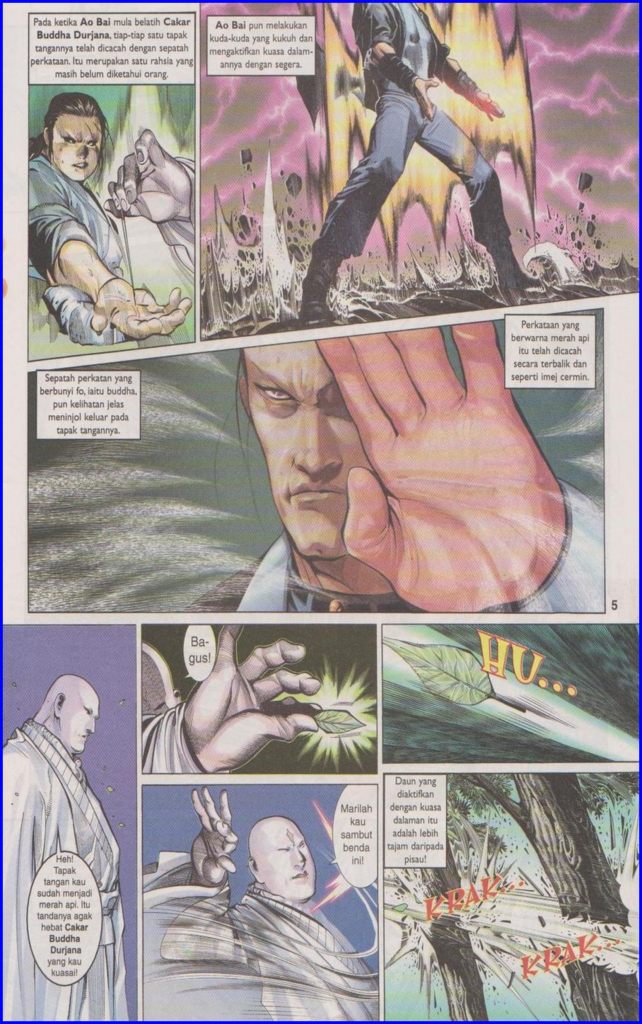 Pada ketika Ao Bai mula belatih Cakar
Buddha Durjana, tiap-tiap satu tapak
tangannya telah dicacah dengan sepatah
perkataan. Itu merupakan satu rahsia yang
masih belum diketahui orang.
Ao Bai pun melakukan
kuda-kuda yang kukuh dan
mengaktifkan kuasa dalam-
annya dengan segera.
Sepatah perkatan yang
berbunyi fo, iaitu buddha,
pun kelihatan jelas
meninjol keluar pada
tapak tangannya.
Perkataan yang
berwarna merah api
itu telah dicacah
secara terbalik dan
seperti imej cermin.
5
Heh!
Tapak
tangan kau
sudah menjadi
merah api. Itu
tandanya agak
hebat Cakar
Buddha
Durjana
yang kau
kuasai!
Ba-
gus!
HU...
Marilah
kau
sambut
benda
ini!
Daun yang
diaktifkan
dengan kuasa
dalaman itu
adalah lebih
tajam daripada
pisau!
KRAK...
KRAK...